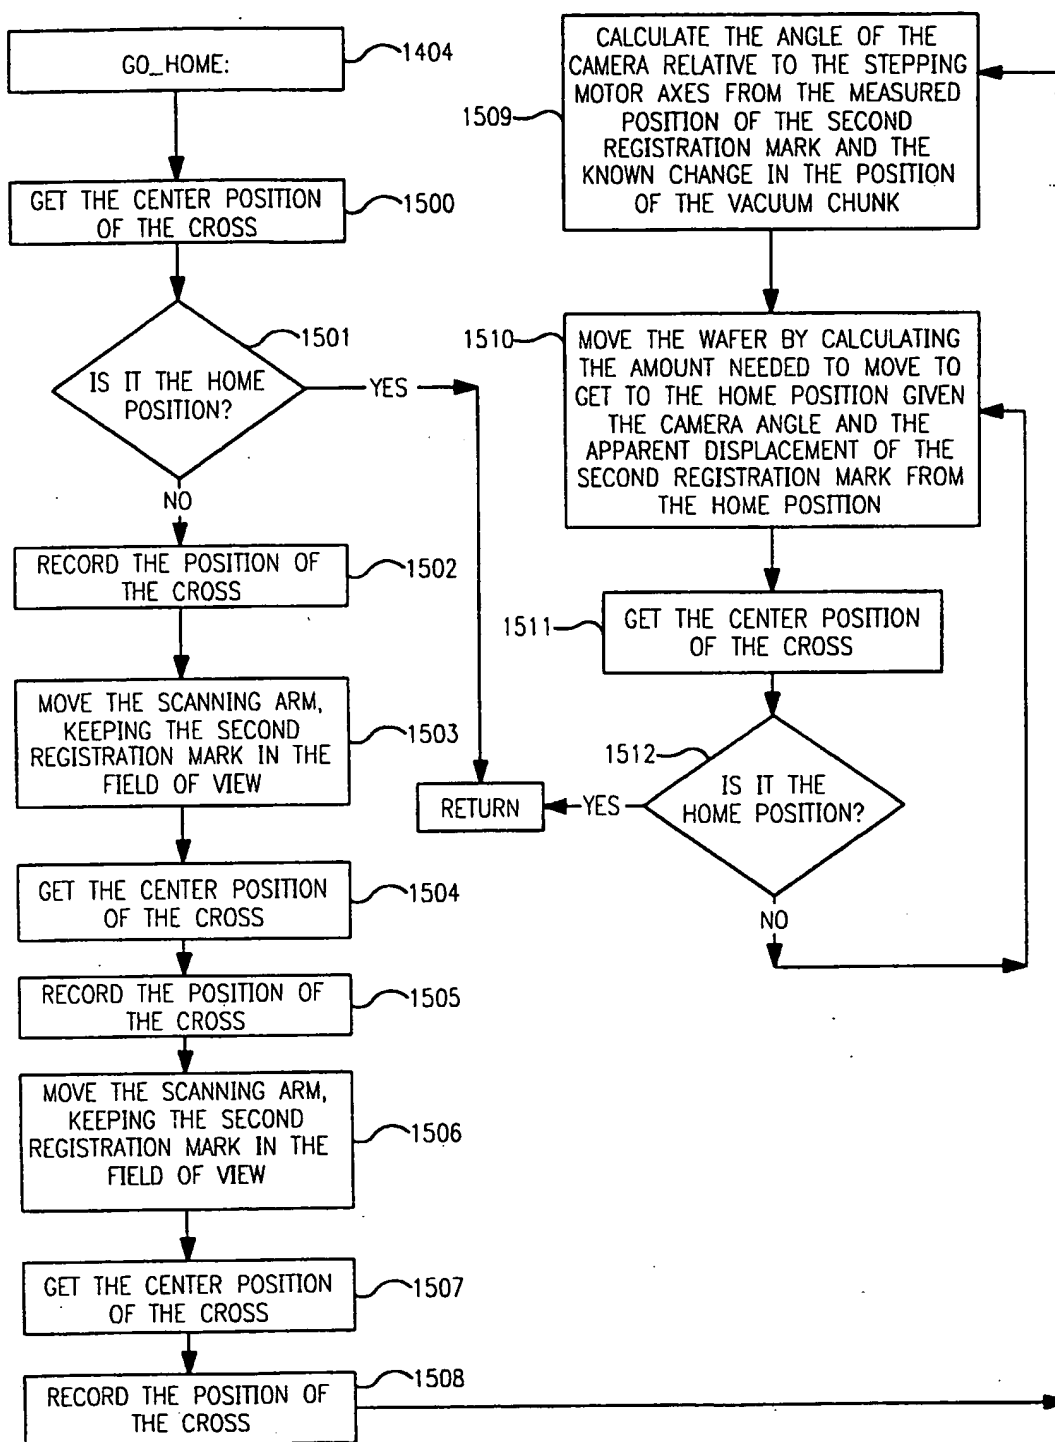 GO_HOME:
1404
GET THE CENTER POSITION
OF THE CROSS
1500
IS IT THE HOME
POSITION?
1501
YES
NO
RECORD THE POSITION OF
THE CROSS
1502
MOVE THE SCANNING ARM,
KEEPING THE SECOND
REGISTRATION MARK IN THE
FIELD OF VIEW
1503
GET THE CENTER POSITION
OF THE CROSS
1504
RECORD THE POSITION OF
THE CROSS
1505
MOVE THE SCANNING ARM,
KEEPING THE SECOND
REGISTRATION MARK IN THE
FIELD OF VIEW
1506
GET THE CENTER POSITION
OF THE CROSS
1507
RECORD THE POSITION OF
THE CROSS
1508
CALCULATE THE ANGLE OF THE
CAMERA RELATIVE TO THE STEPPING
MOTOR AXES FROM THE MEASURED
POSITION OF THE SECOND
REGISTRATION MARK AND THE
KNOWN CHANGE IN THE POSITION
OF THE VACUUM CHUNK
1509
MOVE THE WAFER BY CALCULATING
THE AMOUNT NEEDED TO MOVE TO
GET TO THE HOME POSITION GIVEN
THE CAMERA ANGLE AND THE
APPARENT DISPLACEMENT OF THE
SECOND REGISTRATION MARK FROM
THE HOME POSITION
1510
GET THE CENTER POSITION
OF THE CROSS
1511
IS IT THE
HOME POSITION?
1512
YES
RETURN
NO